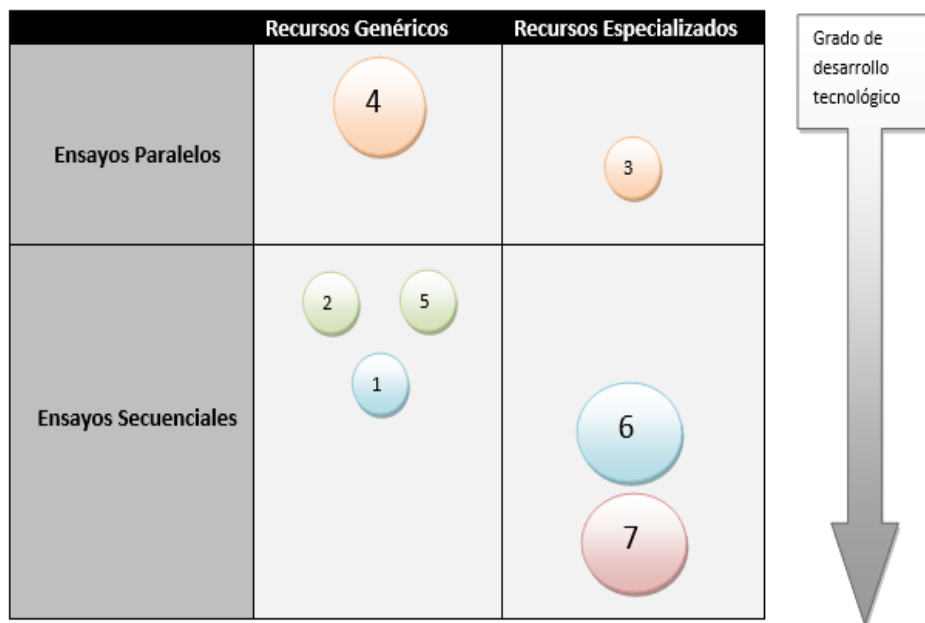 Recursos Genéricos
Recursos Especializados
Grado de
desarrollo
tecnológico
Ensayos Paralelos
4
3
2
5
1
Ensayos Secuenciales
6
7